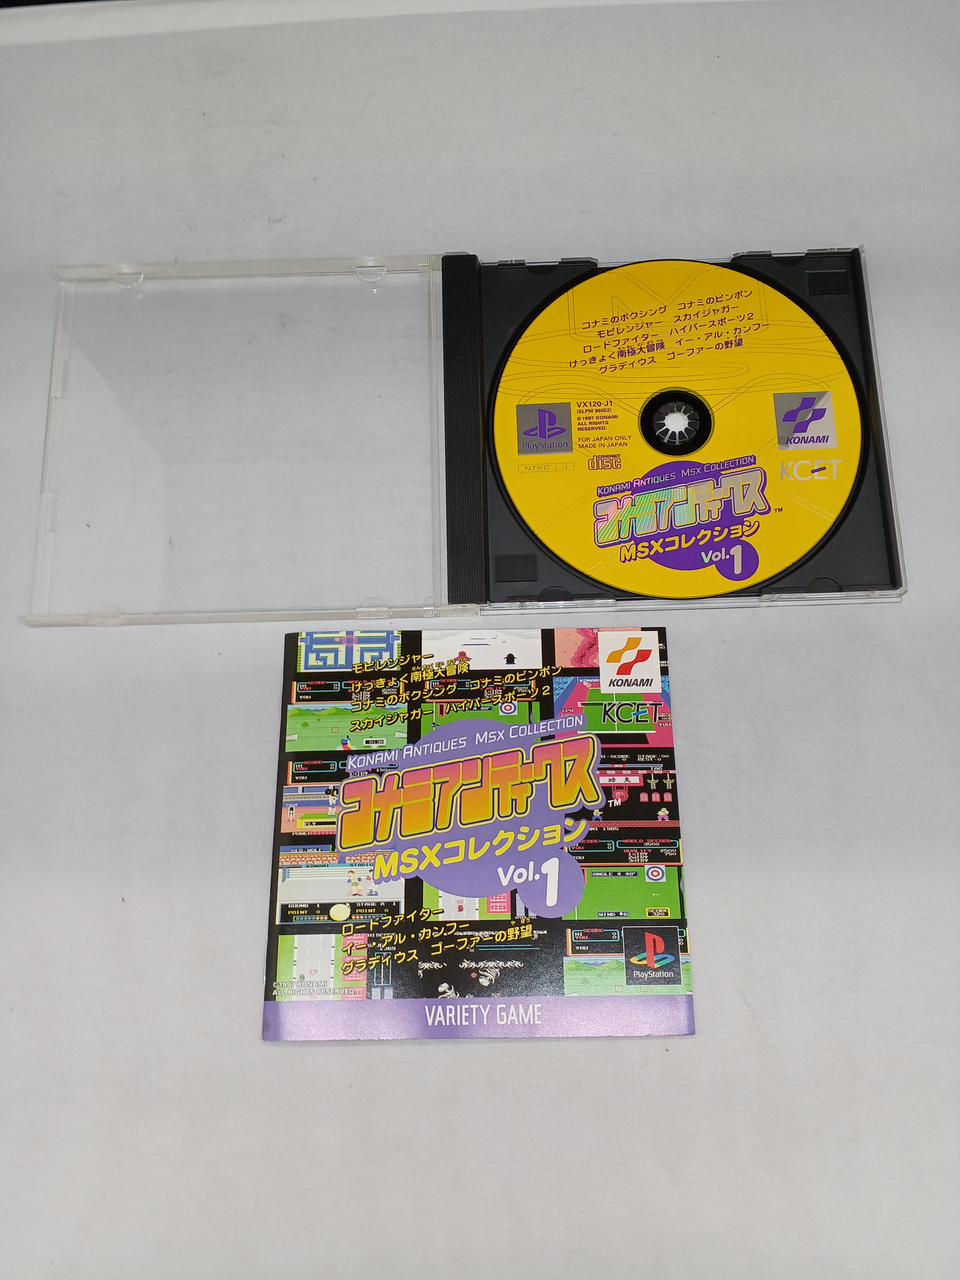 コナミのボクシング コナミのピンポン
モピレンジャー スカイジャガー
ロードファイター ハイパースポーツ2
けっきょく南極大冒険 イー・アル・カンフー
グラディウス ゴーファーの野望
PlayStation
NTSC J
VX120-J1
(SLPM 86052)
©1997 KONAMI
ALL RIGHTS
RESERVED.
FOR JAPAN ONLY
MADE IN JAPAN
COMPACT
disc
KONAMI
KCET
KONAMI ANTIQUES MSX COLLECTION
コナミアンティークス™
MSXコレクション
Vol.1
モピレンジャー
けっきょく南極大冒険
コナミのボクシング コナミのピンポン
スカイジャガー ハイパースポーツ2
KONAMI
KCET
KONAMI ANTIQUES MSX COLLECTION
コナミアンティークス™
MSXコレクション
Vol.1
ロードファイター
イー・アル・カンフー
グラディウス ゴーファーの野望
©1997 KONAMI
ALL RIGHTS RESERVED.
PlayStation
VARIETY GAME